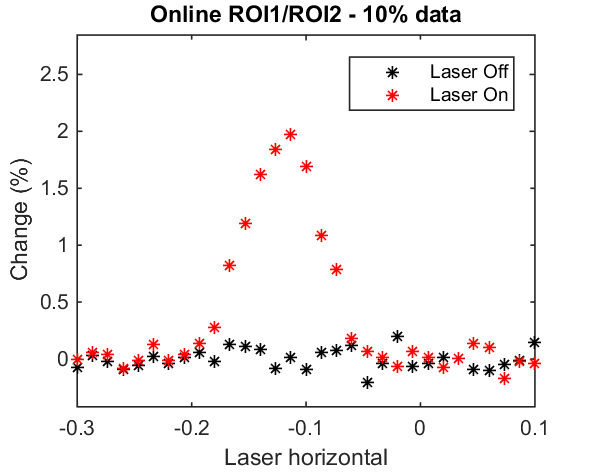 Online ROI1/ROI2 - 10% data
Laser Off
Laser On
Change (%)
2.5
2
1.5
1
0.5
0
-0.3
-0.2
-0.1
0
0.1
Laser horizontal